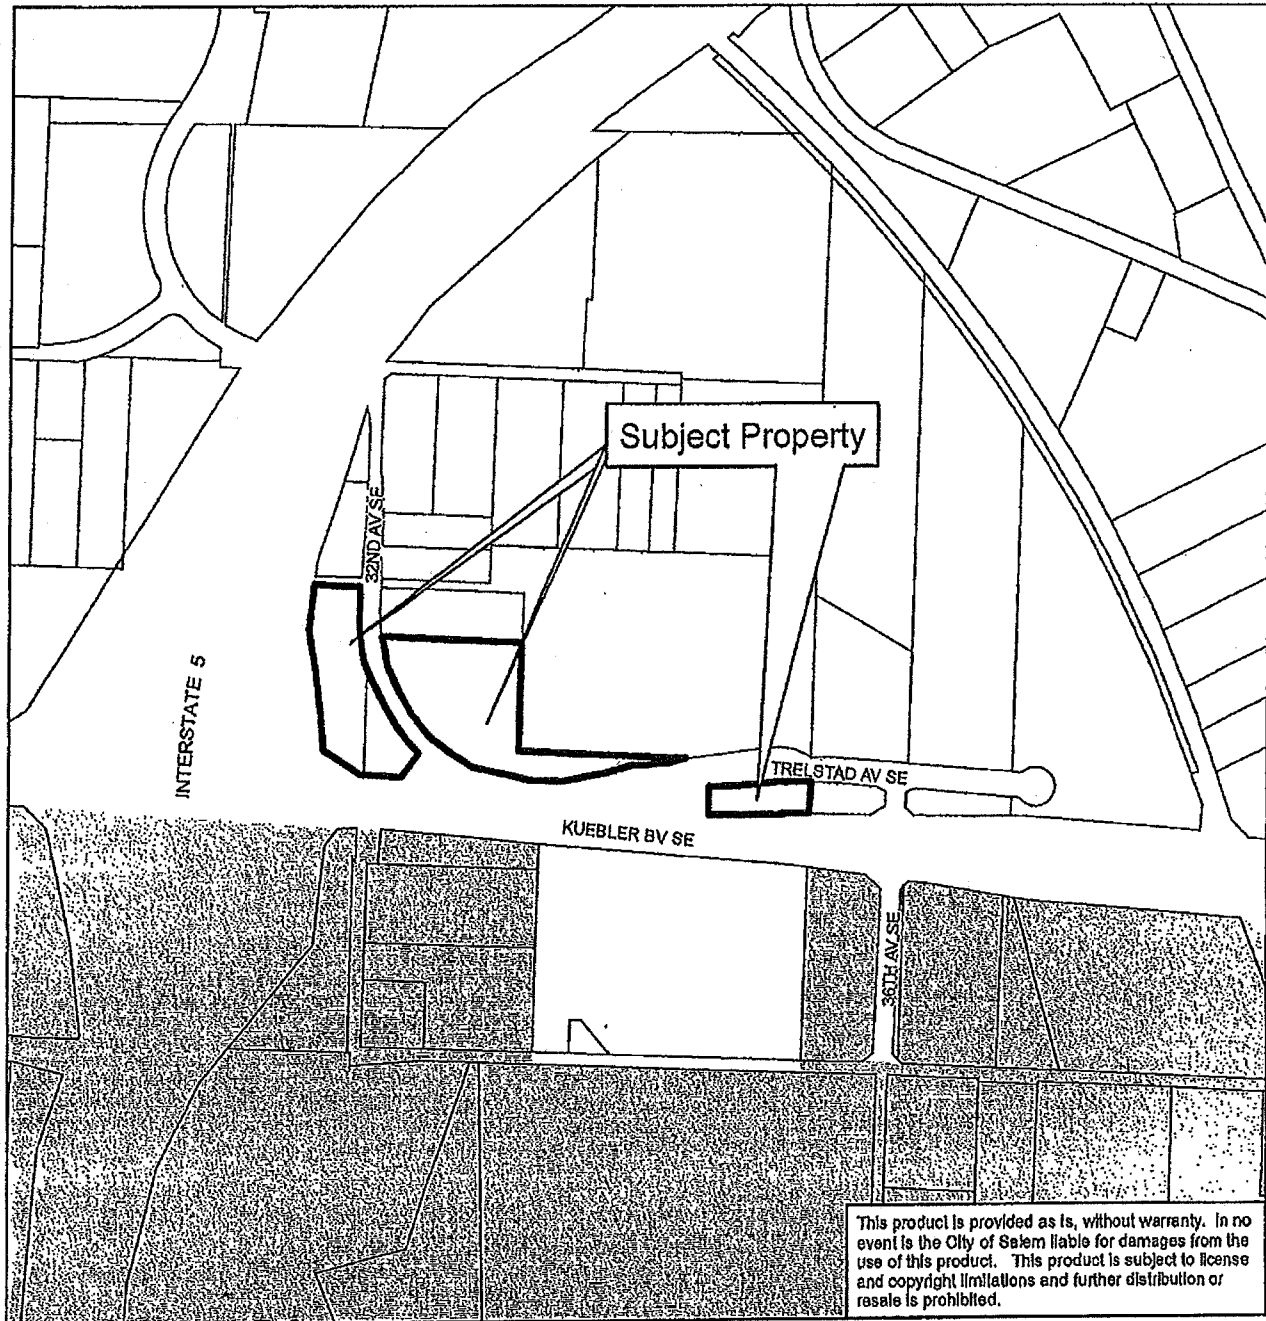 Subject Property
32ND AV SE
INTERSTATE 5
TRELSTAD AV SE
KUEBLER BV SE
36TH AV SE
This product is provided as is, without warranty. In no
event is the City of Salem liable for damages from the
use of this product. This product is subject to license
and copyright limitations and further distribution or
resale is prohibited.